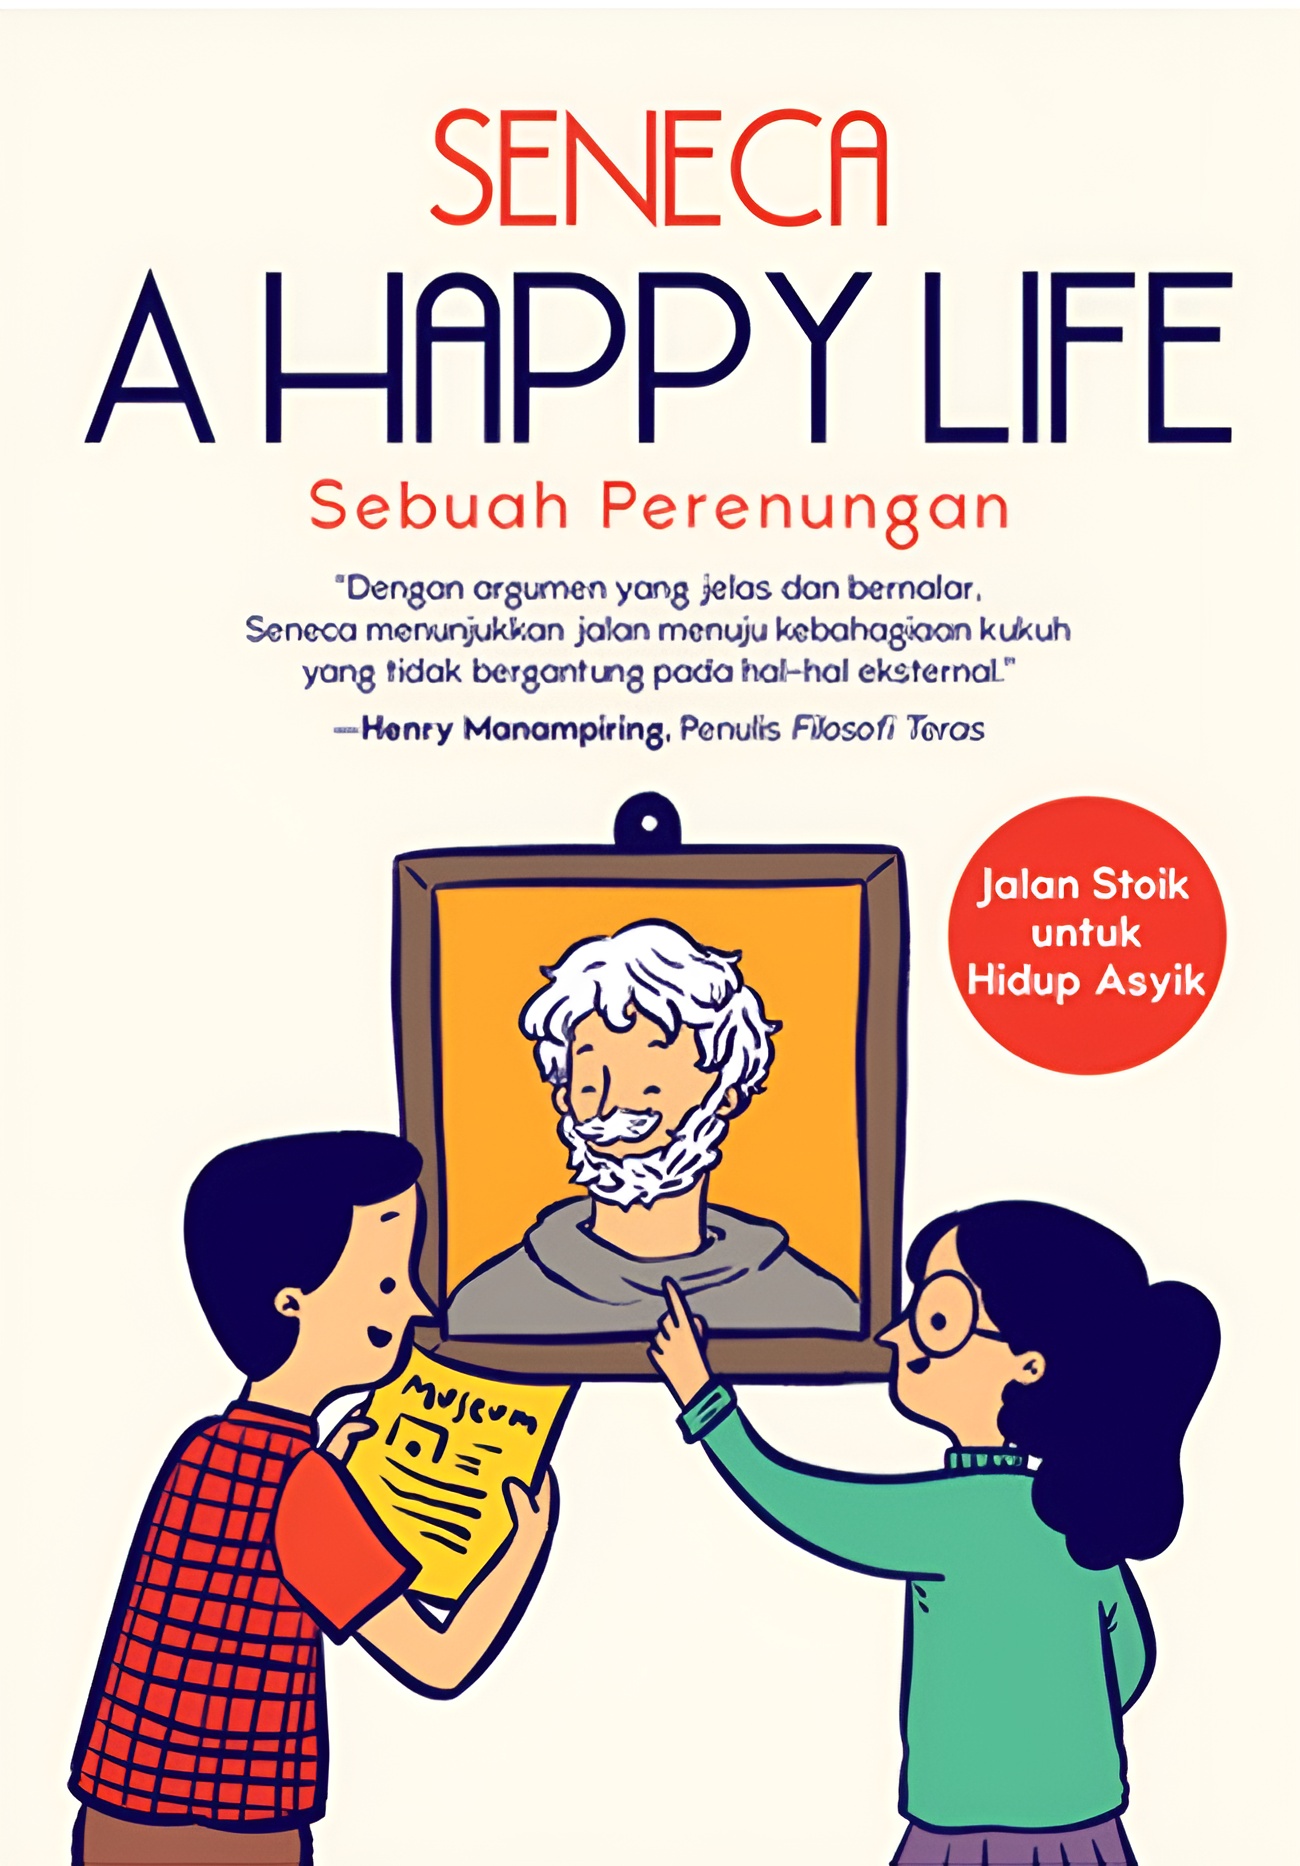 SENECA
A HAPPY LIFE
Sebuah Perenungan
"Dengan argumen yang jelas dan bernalar,
Seneca menunjukkan jalan menuju kebahagiaan kukuh
yang tidak bergantung pada hal-hal eksternal."
—Henry Manampiring, Penulis Filosofi Teras
Jalan Stoik
untuk
Hidup Asyik
MUSEUM